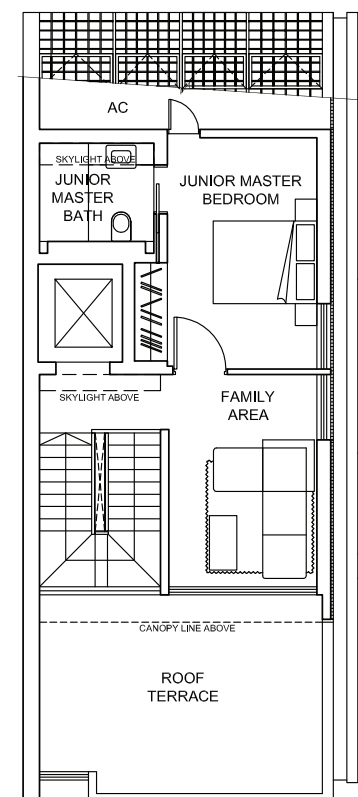 AC
SKYLIGHT ABOVE
JUNIOR
MASTER
BATH
JUNIOR MASTER
BEDROOM
SKYLIGHT ABOVE
FAMILY
AREA
CANOPY LINE ABOVE
ROOF
TERRACE